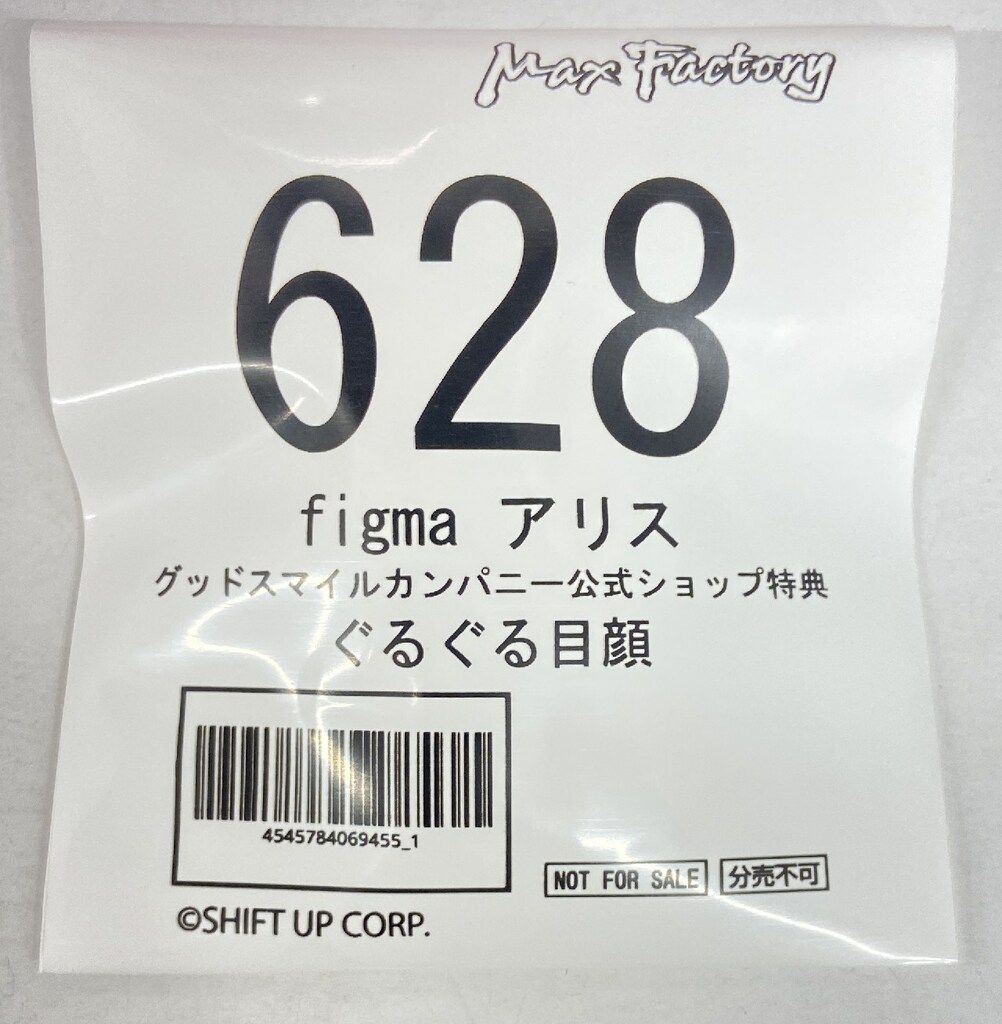 Max Factory
628
figma アリス
グッドスマイルカンパニー公式ショップ特典
ぐるぐる目顔
4545784069455_1
NOT FOR SALE 分売不可
©SHIFT UP CORP.